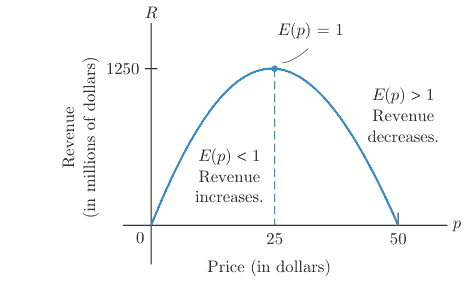 R
E(p) = 1
1250
E(p) > 1
Revenue
decreases.
Revenue
(in millions of dollars)
E(p) < 1
Revenue
increases.
0
25
50
p
Price (in dollars)